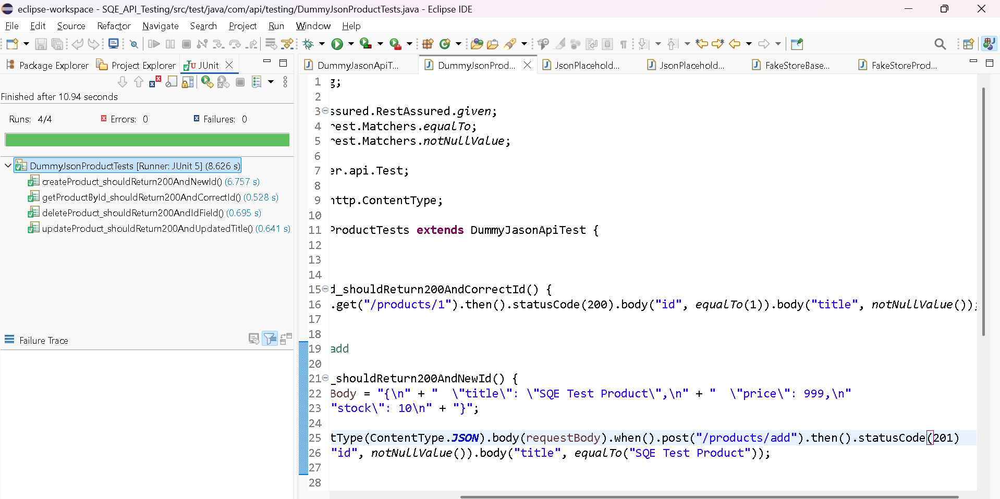 eclipse-workspace - SQE_API_Testing/src/test/java/com/api/testing/DummyJsonProductTests.java - Eclipse IDE
File Edit Source Refactor Navigate Search Project Run Window Help
Package Explorer Project Explorer JUnit
Finished after 10.94 seconds
Runs: 4/4 Errors: 0 Failures: 0
DummyJsonProductTests [Runner: JUnit 5] (8.626 s)
createProduct_shouldReturn200AndNewId() (6.757 s)
getProductById_shouldReturn200AndCorrectId() (0.528 s)
deleteProduct_shouldReturn200AndIdField() (0.695 s)
updateProduct_shouldReturn200AndUpdatedTitle() (0.641 s)
Failure Trace
DummyJasonApiT... DummyJsonProd... JsonPlacehold... JsonPlacehold... FakeStoreBase... FakeStoreProd...
1 g;
2
3 ssured.RestAssured.given;
4 rest.Matchers.equalTo;
5 rest.Matchers.notNullValue;
6
7 er.api.Test;
8
9 http.ContentType;
10
11 ProductTests extends DummyJasonApiTest {
12
13
14
15 d_shouldReturn200AndCorrectId() {
16 .get("/products/1").then().statusCode(200).body("id", equalTo(1)).body("title", notNullValue());
17
18
19 add
20
21 _shouldReturn200AndNewId() {
22 Body = "{\n" + "  \"title\": \"SQE Test Product\",\n" + "  \"price\": 999,\n"
23 "stock\": 10\n" + "}";
24
25 tType(ContentType.JSON).body(requestBody).when().post("/products/add").then().statusCode(201)
26 "id", notNullValue()).body("title", equalTo("SQE Test Product"));
27
28